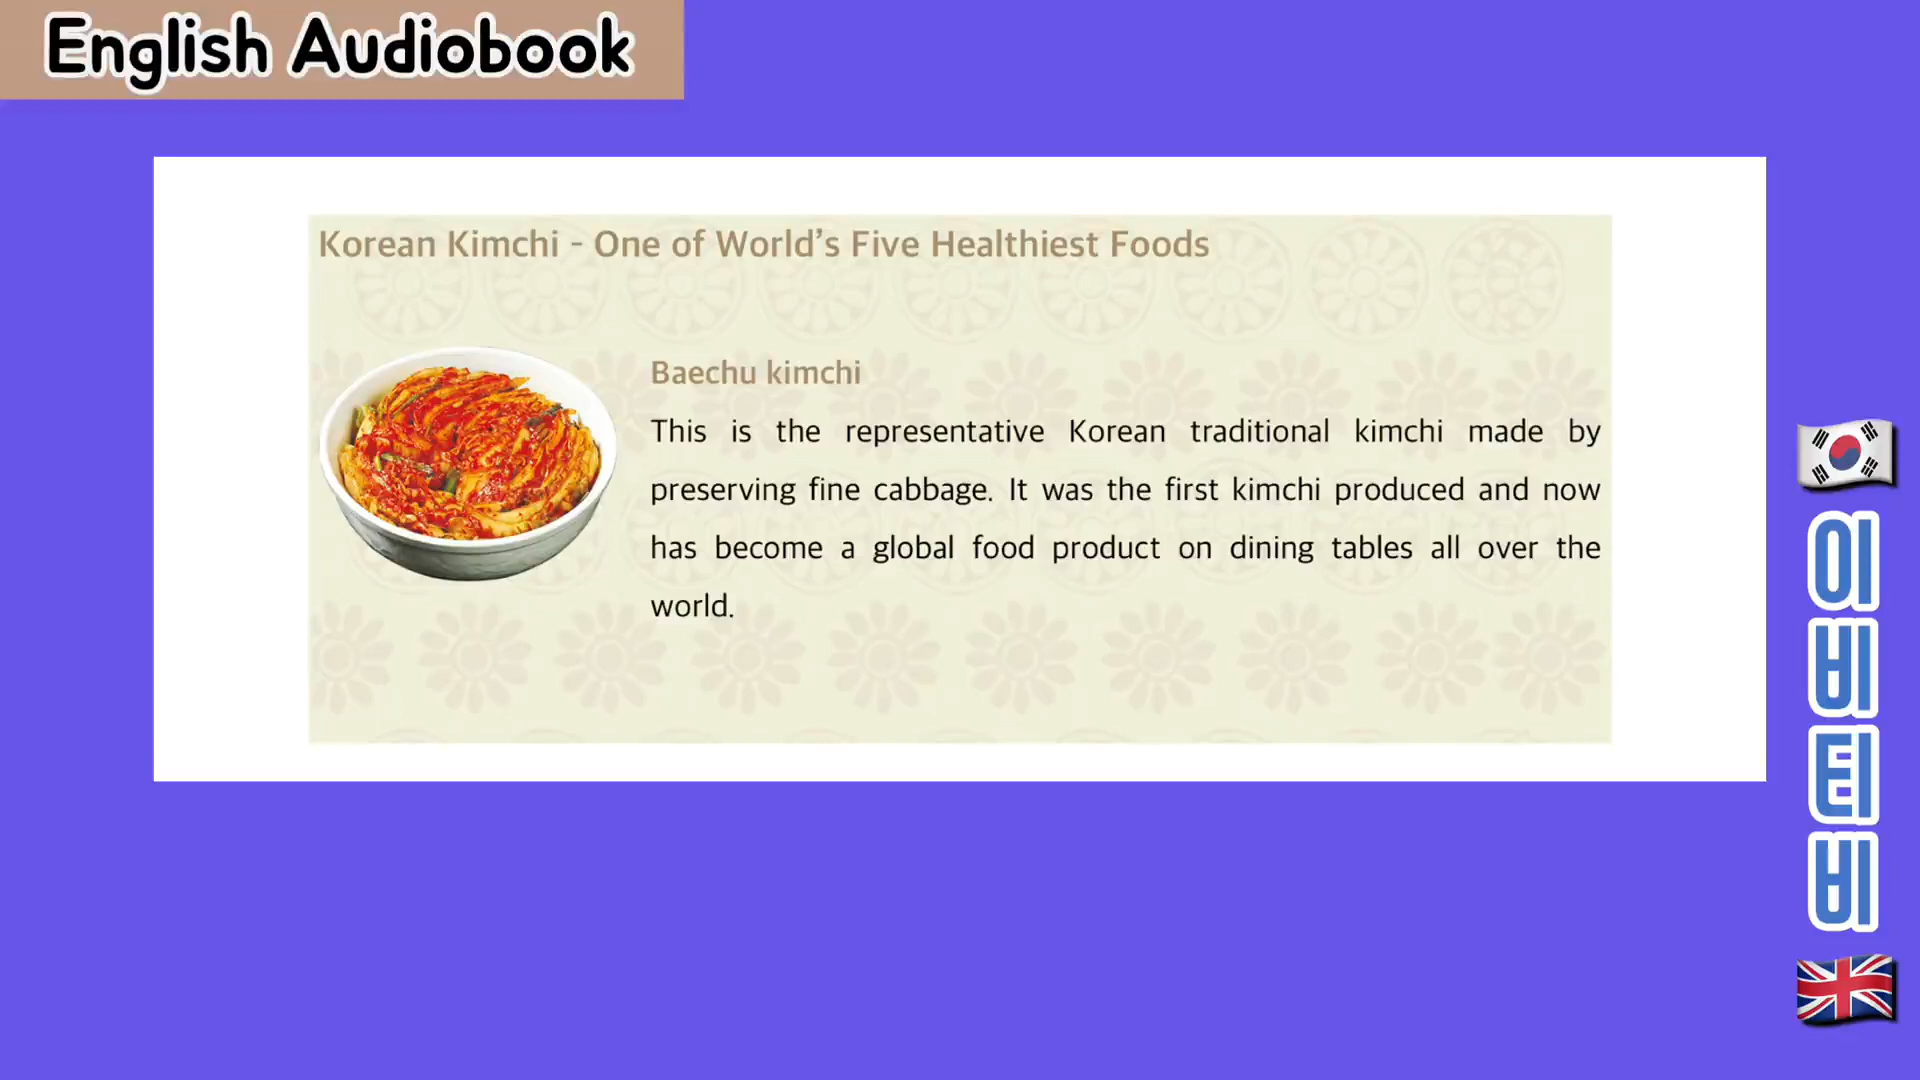 English Audiobook
Korean Kimchi - One of World’s Five Healthiest Foods
Baechu kimchi
This is the representative Korean traditional kimchi made by
preserving fine cabbage. It was the first kimchi produced and now
has become a global food product on dining tables all over the
world.
이비티비